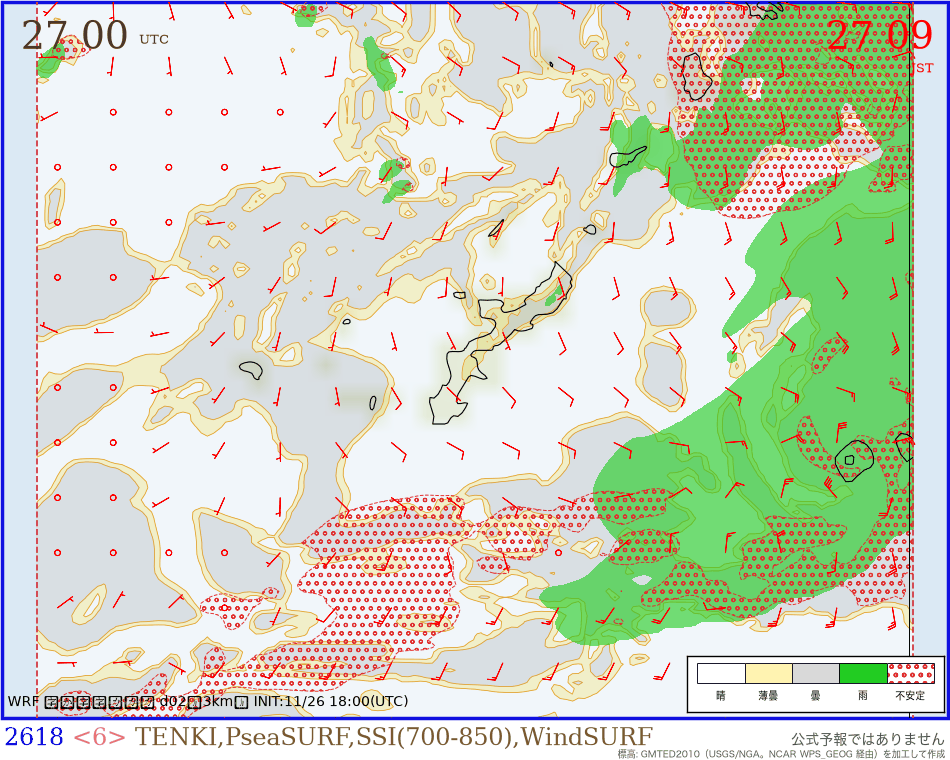 27 00 UTC
27 09
ST
晴 薄曇 曇 雨 不安定
WRF d02 3km INIT:11/26 18:00(UTC)
2618 <6> TENKI,PseaSURF,SSI(700-850),WindSURF
公式予報ではありません
標高: GMTED2010（USGS/NGA。NCAR WPS_GEOG 経由）を加工して作成